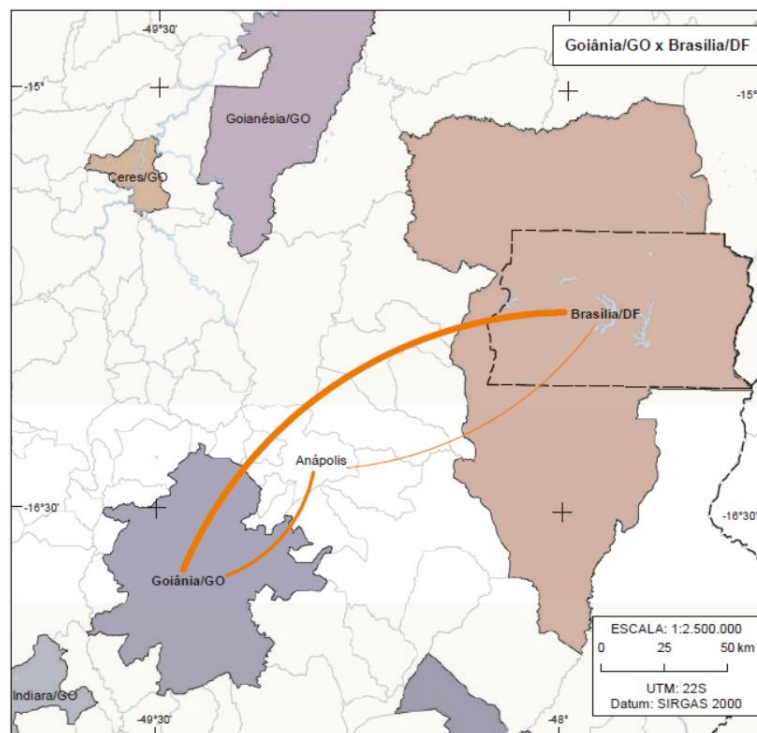 -49°30'
Goiânia/GO x Brasília/DF
-15°
-15°
Goianésia/GO
Ceres/GO
Brasília/DF
Anápolis
-16°30'
-16°30'
Goiânia/GO
ESCALA: 1:2.500.000
0 25 50 km
UTM: 22S
Datum: SIRGAS 2000
Indiara/GO
-49°30'
-48°